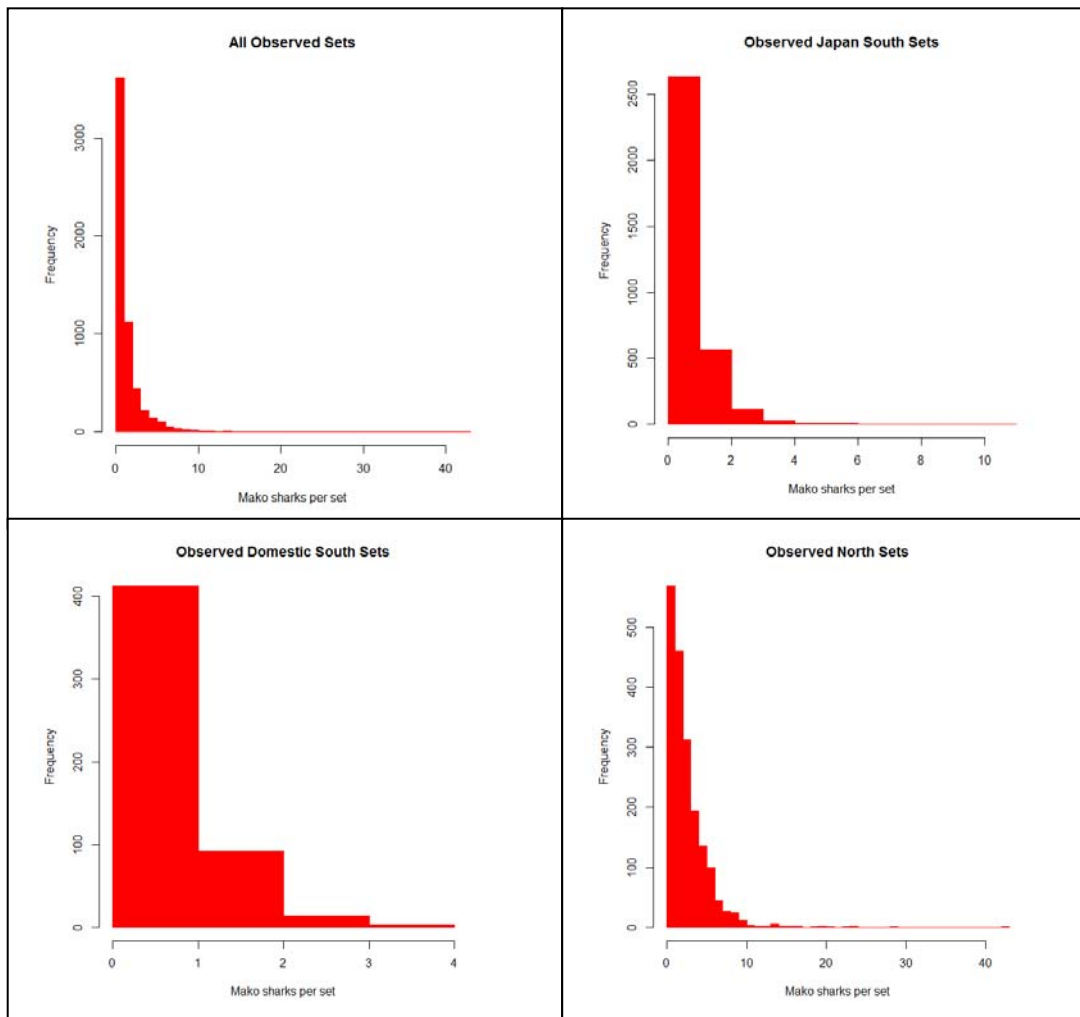 All Observed Sets
Frequency
3000
2000
1000
0
0 10 20 30 40
Mako sharks per set
Observed Japan South Sets
Frequency
2500
2000
1500
1000
500
0
0 2 4 6 8 10
Mako sharks per set
Observed Domestic South Sets
Frequency
400
300
200
100
0
0 1 2 3 4
Mako sharks per set
Observed North Sets
Frequency
500
400
300
200
100
0
0 10 20 30 40
Mako sharks per set